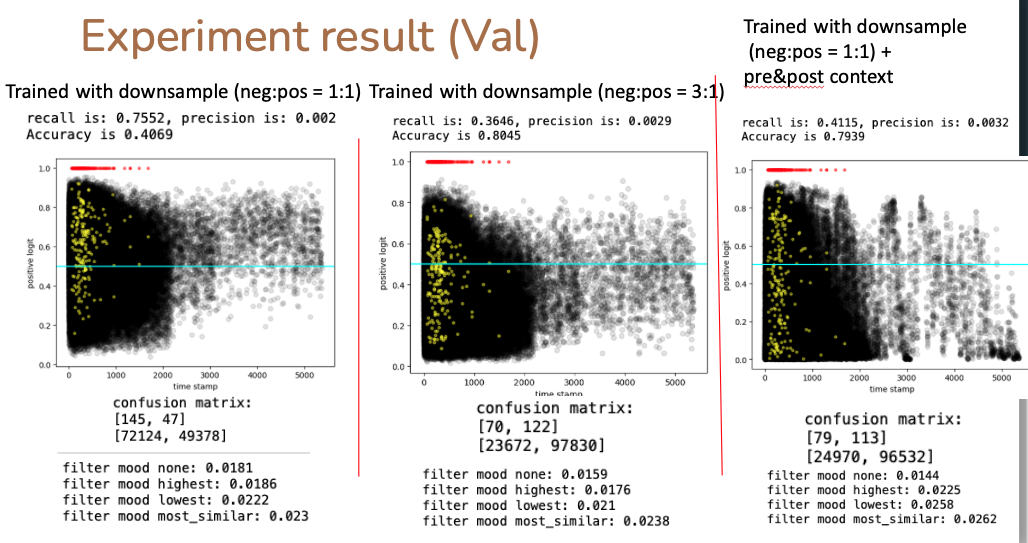 Experiment result (Val)
Trained with downsample (neg:pos = 1:1)
recall is: 0.7552, precision is: 0.002
Accuracy is 0.4069
1.0
0.8
0.6
0.4
0.2
0.0
positive logit
0
1000
2000
3000
4000
5000
time stamp
confusion matrix:
[145, 47]
[72124, 49378]
filter mood none: 0.0181
filter mood highest: 0.0186
filter mood lowest: 0.0222
filter mood most_similar: 0.023
Trained with downsample (neg:pos = 3:1)
recall is: 0.3646, precision is: 0.0029
Accuracy is 0.8045
1.0
0.8
0.6
0.4
0.2
0.0
positive logit
0
1000
2000
3000
4000
5000
time stamp
confusion matrix:
[70, 122]
[23672, 97830]
filter mood none: 0.0159
filter mood highest: 0.0176
filter mood lowest: 0.021
filter mood most_similar: 0.0238
Trained with downsample
(neg:pos = 1:1) +
pre&post context
recall is: 0.4115, precision is: 0.0032
Accuracy is 0.7939
1.0
0.8
0.6
0.4
0.2
0.0
positive logit
0
1000
2000
3000
4000
5000
time stamp
confusion matrix:
[79, 113]
[24970, 96532]
filter mood none: 0.0144
filter mood highest: 0.0225
filter mood lowest: 0.0258
filter mood most_similar: 0.0262